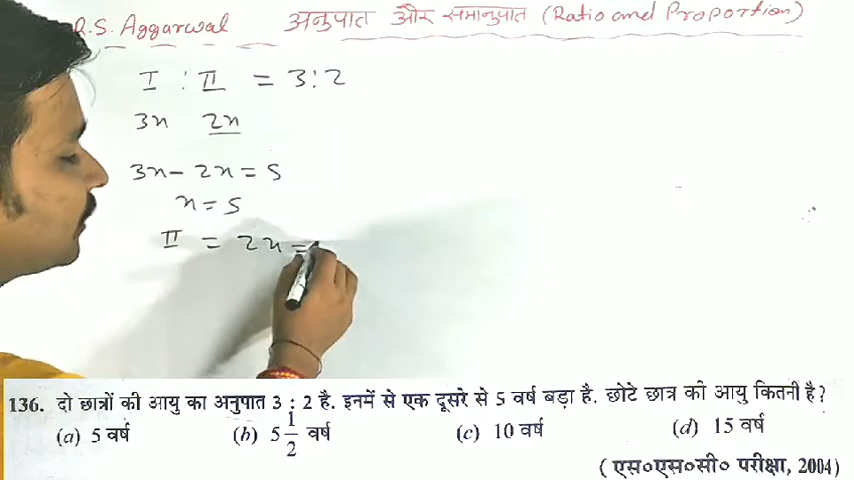 R.S. Aggarwal अनुपात और समानुपात (Ratio and Proportion)
I : II = 3:2
3x 2x
3x - 2x = 5
x = 5
II = 2x =
136. दो छात्रों की आयु का अनुपात 3 : 2 है. इनमें से एक दूसरे से 5 वर्ष बड़ा है. छोटे छात्र की आयु कितनी है?
(a) 5 वर्ष (b) 5 1/2 वर्ष (c) 10 वर्ष (d) 15 वर्ष
(एस०एस०सी० परीक्षा, 2004)